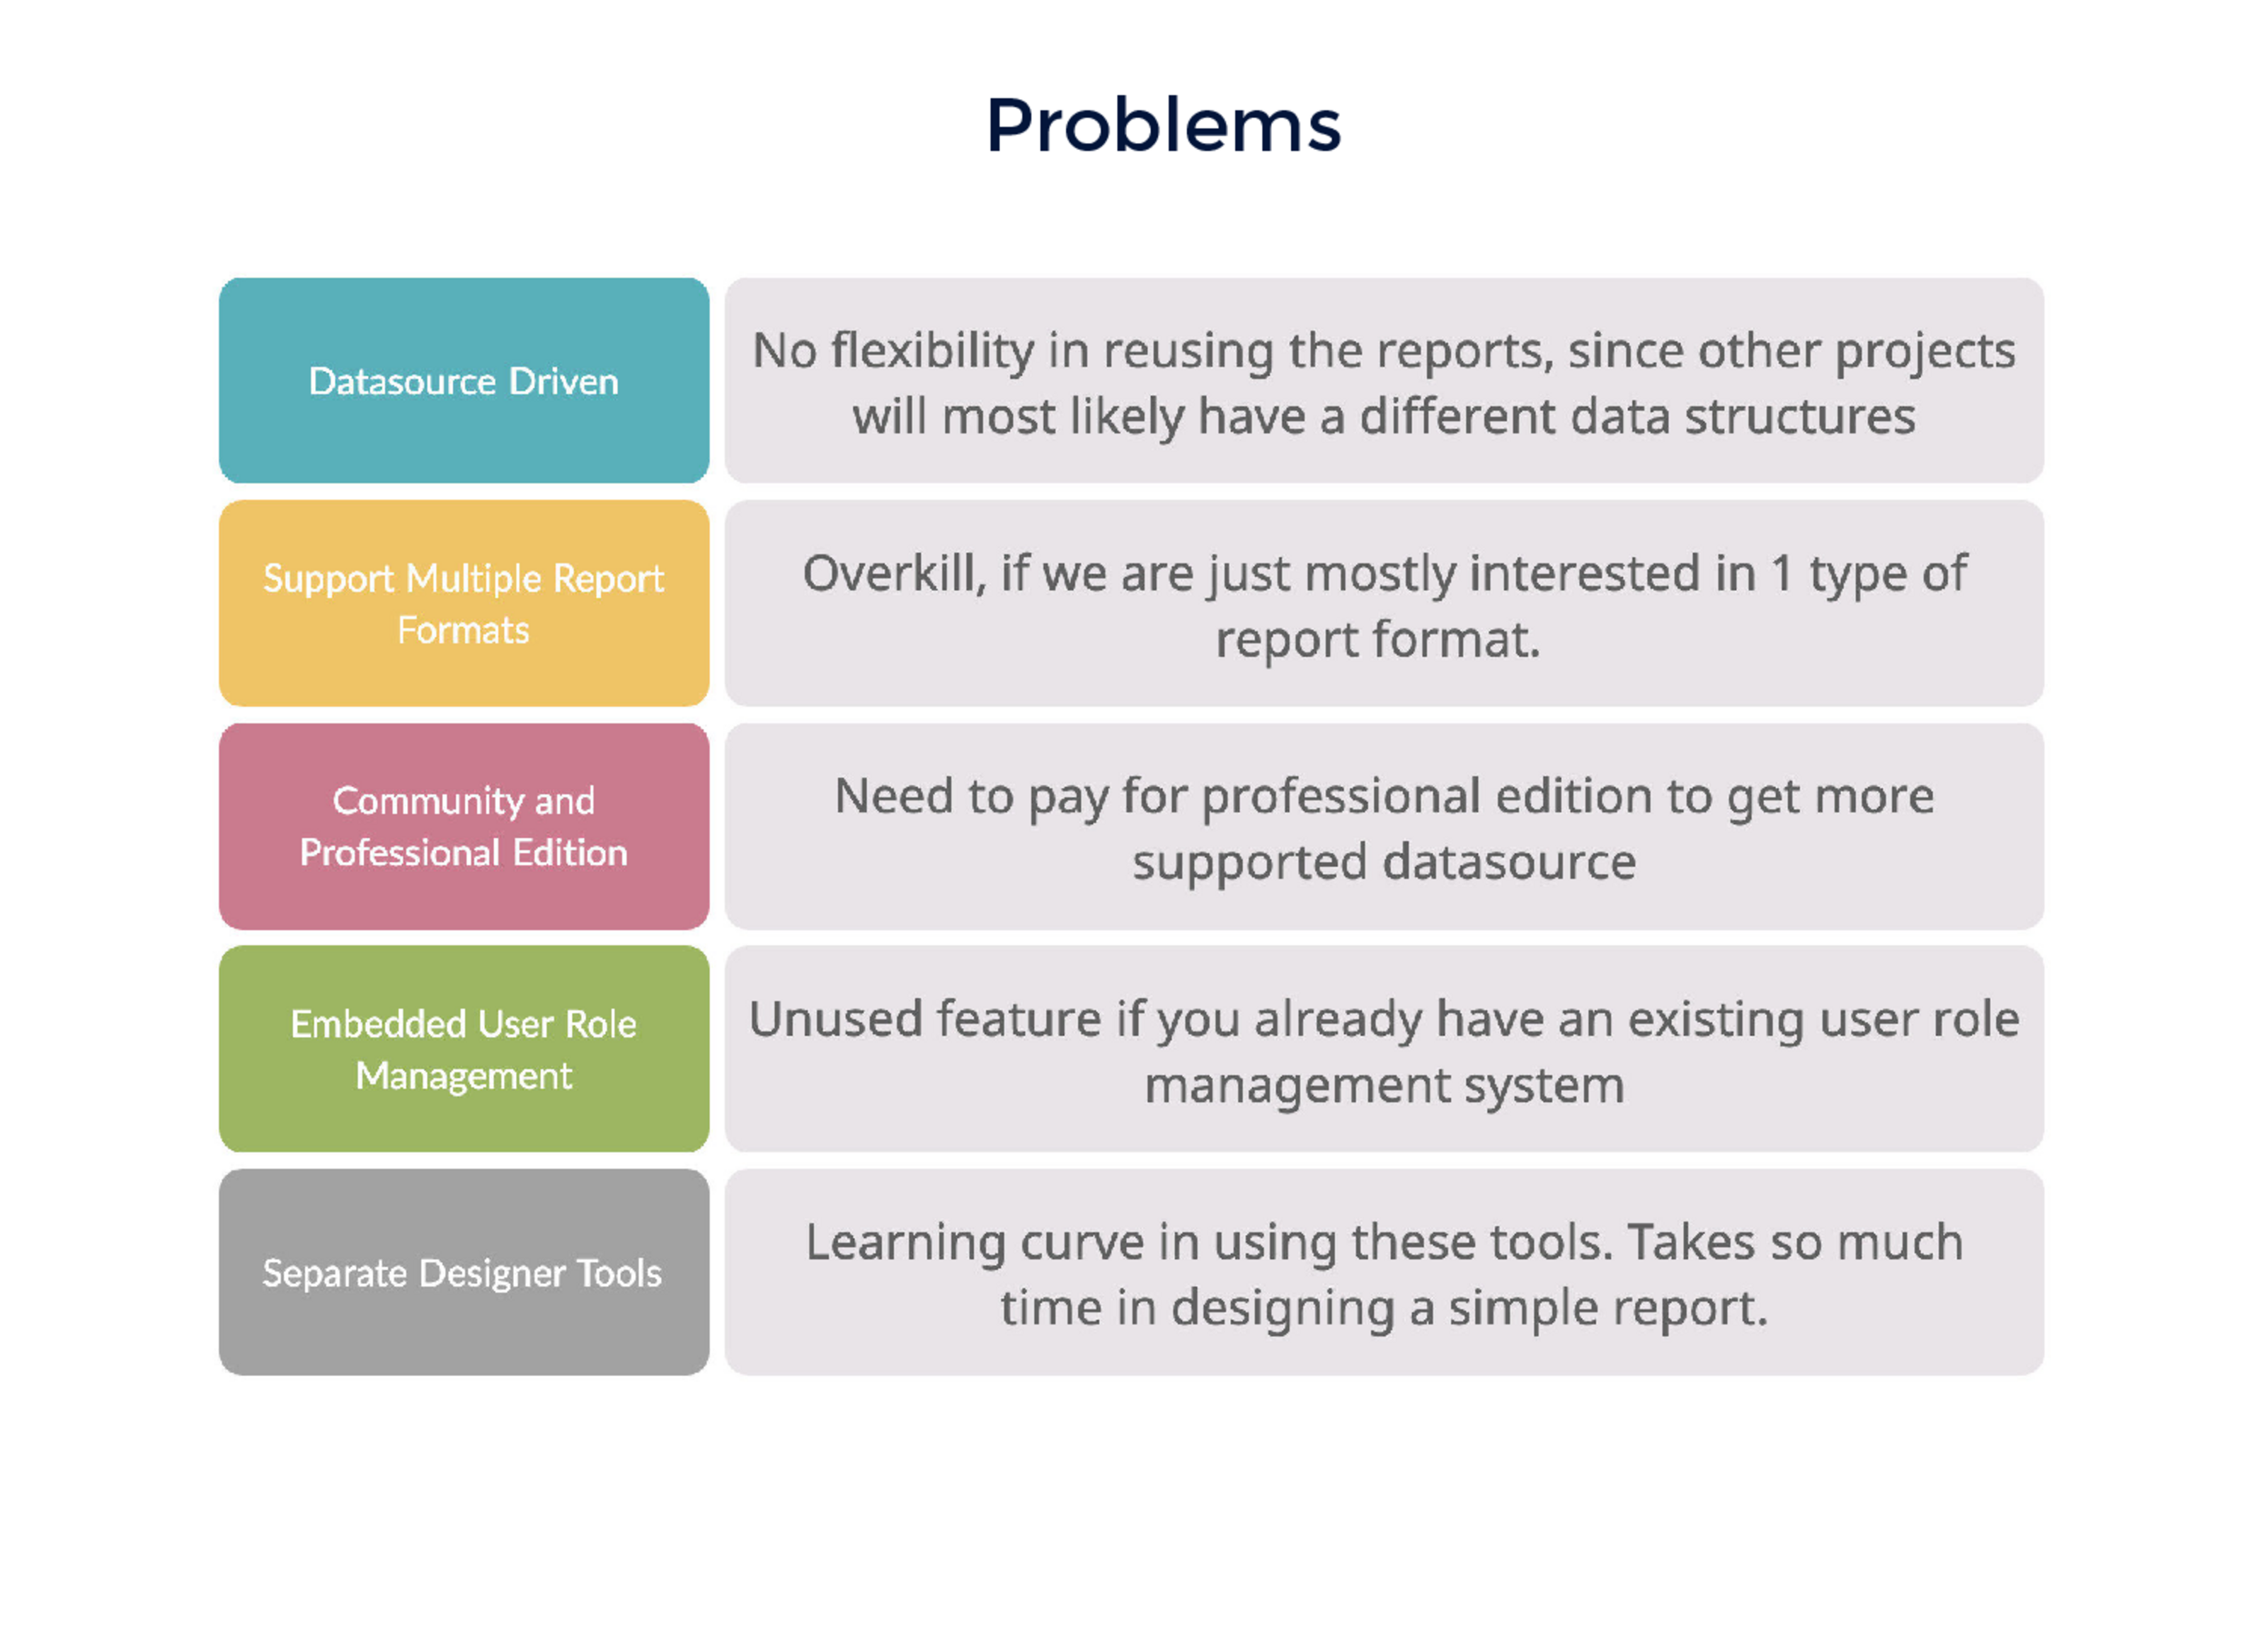 Problems
Datasource Driven
No flexibility in reusing the reports, since other projects
will most likely have a different data structures
Support Multiple Report
Formats
Overkill, if we are just mostly interested in 1 type of
report format.
Community and
Professional Edition
Need to pay for professional edition to get more
supported datasource
Embedded User Role
Management
Unused feature if you already have an existing user role
management system
Separate Designer Tools
Learning curve in using these tools. Takes so much
time in designing a simple report.